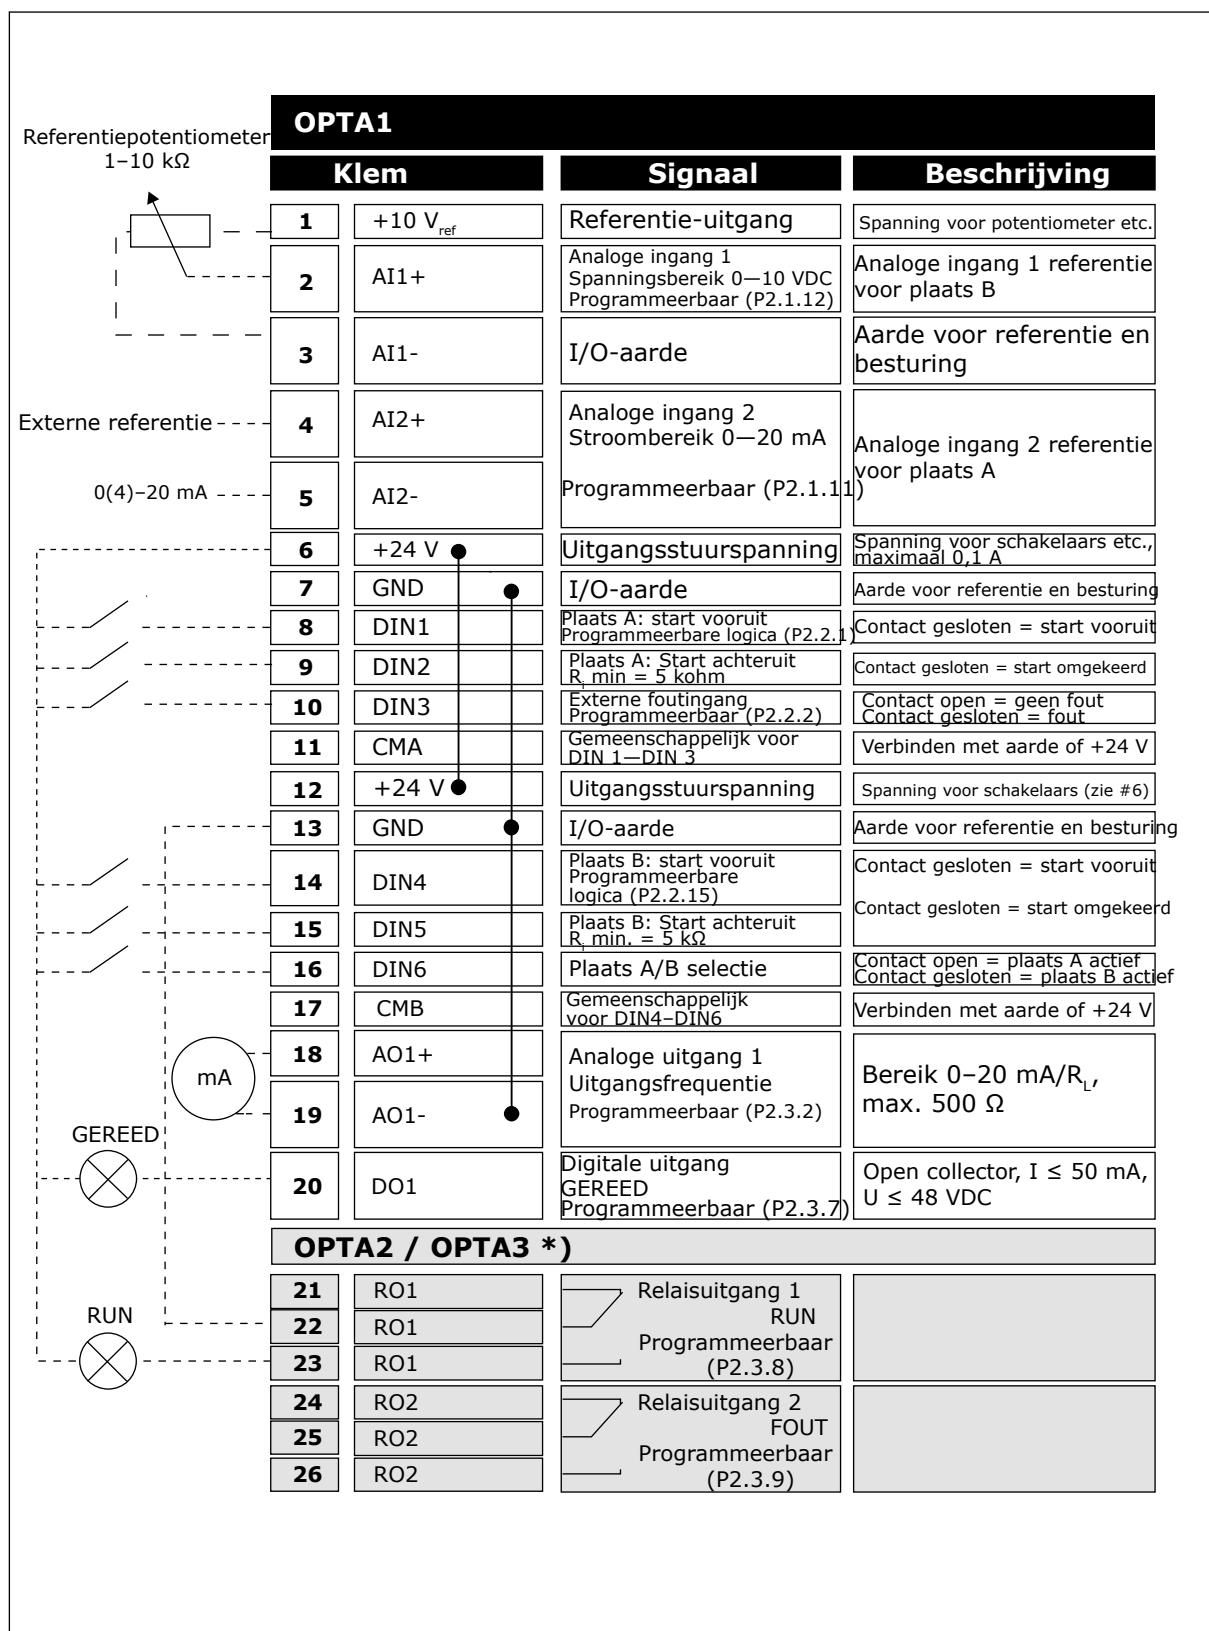 OPTA1
Referentiepotentiometer
1–10 kΩ
Klem
Signaal
Beschrijving
1
+10 Vref
Referentie-uitgang
Spanning voor potentiometer etc.
2
AI1+
Analoge ingang 1
Spanningsbereik 0—10 VDC
Programmeerbaar (P2.1.12)
Analoge ingang 1 referentie
voor plaats B
3
AI1-
I/O-aarde
Aarde voor referentie en
besturing
Externe referentie
4
AI2+
Analoge ingang 2
Stroombereik 0—20 mA
Programmeerbaar (P2.1.11)
Analoge ingang 2 referentie
voor plaats A
0(4)–20 mA
5
AI2-
6
+24 V
Uitgangsstuurspanning
Spanning voor schakelaars etc.,
maximaal 0,1 A
7
GND
I/O-aarde
Aarde voor referentie en besturing
8
DIN1
Plaats A: start vooruit
Programmeerbare logica (P2.2.1)
Contact gesloten = start vooruit
9
DIN2
Plaats A: Start achteruit
Ri min = 5 kohm
Contact gesloten = start omgekeerd
10
DIN3
Externe foutingang
Programmeerbaar (P2.2.2)
Contact open = geen fout
Contact gesloten = fout
11
CMA
Gemeenschappelijk voor
DIN 1—DIN 3
Verbinden met aarde of +24 V
12
+24 V
Uitgangsstuurspanning
Spanning voor schakelaars (zie #6)
13
GND
I/O-aarde
Aarde voor referentie en besturing
14
DIN4
Plaats B: start vooruit
Programmeerbare
logica (P2.2.15)
Contact gesloten = start vooruit
15
DIN5
Plaats B: Start achteruit
Ri min. = 5 kΩ
Contact gesloten = start omgekeerd
16
DIN6
Plaats A/B selectie
Contact open = plaats A actief
Contact gesloten = plaats B actief
17
CMB
Gemeenschappelijk
voor DIN4–DIN6
Verbinden met aarde of +24 V
mA
18
AO1+
Analoge uitgang 1
Uitgangsfrequentie
Programmeerbaar (P2.3.2)
Bereik 0–20 mA/RL,
max. 500 Ω
19
AO1-
GEREED
20
DO1
Digitale uitgang
GEREED
Programmeerbaar (P2.3.7)
Open collector, I ≤ 50 mA,
U ≤ 48 VDC
OPTA2 / OPTA3 *)
21
RO1
Relaisuitgang 1
RUN
Programmeerbaar
(P2.3.8)
RUN
22
RO1
23
RO1
24
RO2
Relaisuitgang 2
FOUT
Programmeerbaar
(P2.3.9)
25
RO2
26
RO2